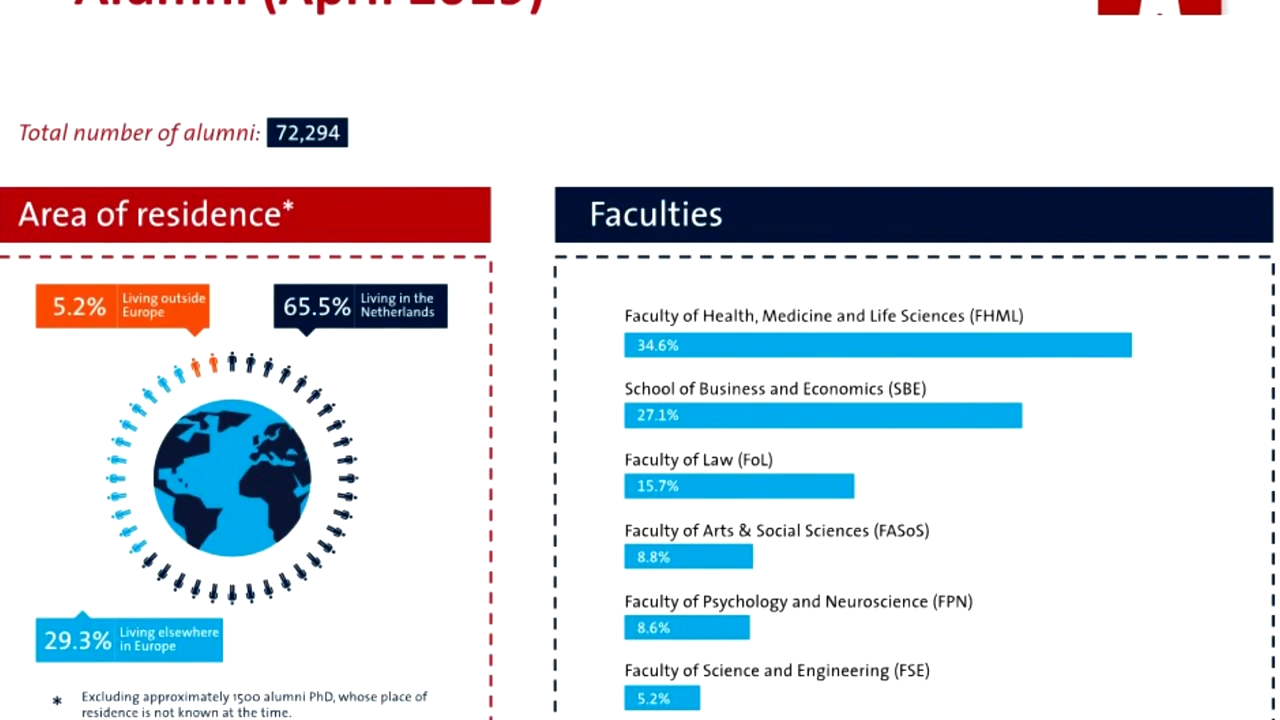 Alumni (April 2019)
Total number of alumni: 72,294
Area of residence*
5.2% Living outside
Europe
65.5% Living in the
Netherlands
29.3% Living elsewhere
in Europe
* Excluding approximately 1500 alumni PhD, whose place of
residence is not known at the time.
Faculties
Faculty of Health, Medicine and Life Sciences (FHML)
34.6%
School of Business and Economics (SBE)
27.1%
Faculty of Law (FoL)
15.7%
Faculty of Arts & Social Sciences (FASoS)
8.8%
Faculty of Psychology and Neuroscience (FPN)
8.6%
Faculty of Science and Engineering (FSE)
5.2%